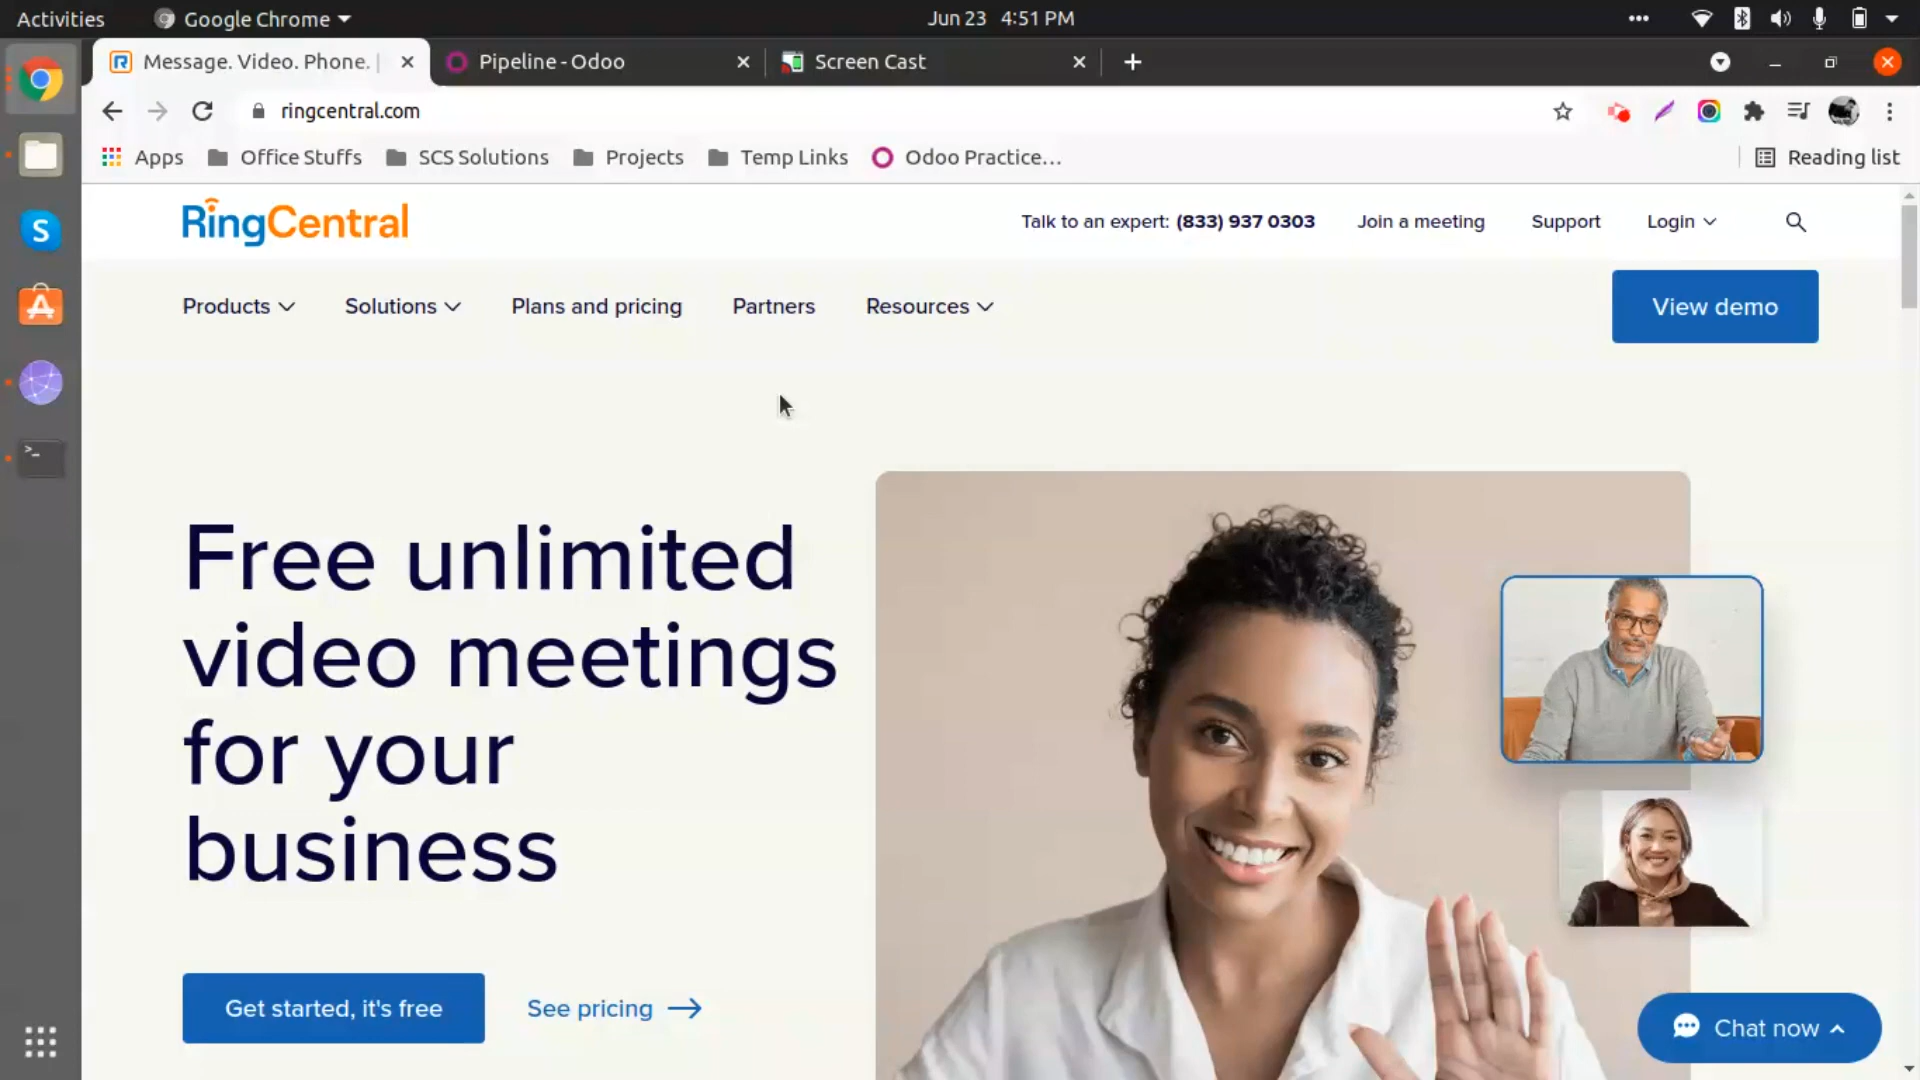 Activities
Google Chrome
Jun 23 4:51 PM
Message. Video. Phone. |
Pipeline - Odoo
Screen Cast
ringcentral.com
Apps
Office Stuffs
SCS Solutions
Projects
Temp Links
Odoo Practice...
Reading list
RingCentral
Talk to an expert: (833) 937 0303
Join a meeting
Support
Login
Products
Solutions
Plans and pricing
Partners
Resources
View demo
Free unlimited
video meetings
for your
business
Get started, it's free
See pricing
Chat now